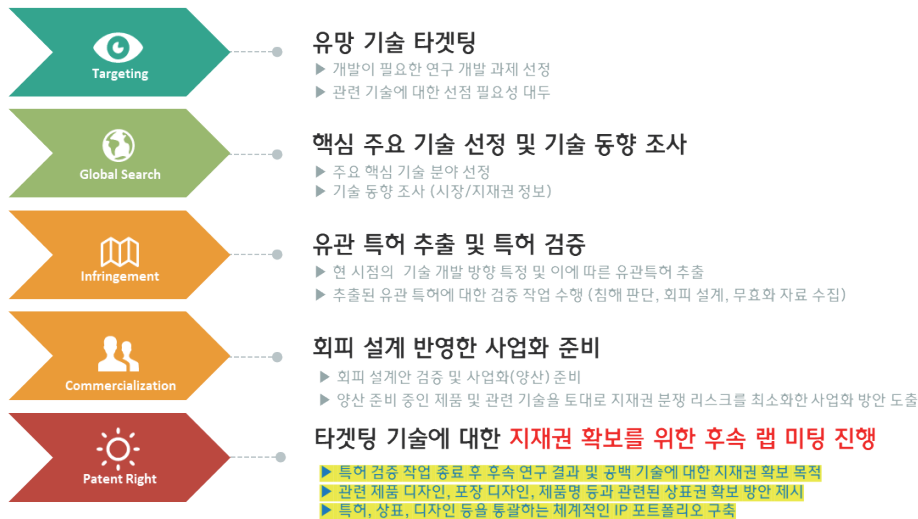 Targeting
유망 기술 타겟팅
▶ 개발이 필요한 연구 개발 과제 선정
▶ 관련 기술에 대한 선점 필요성 대두
Global Search
핵심 주요 기술 선정 및 기술 동향 조사
▶ 주요 핵심 기술 분야 선정
▶ 기술 동향 조사 (시장/지재권 정보)
Infringement
유관 특허 추출 및 특허 검증
▶ 현 시점의 기술 개발 방향 특정 및 이에 따른 유관특허 추출
▶ 추출된 유관 특허에 대한 검증 작업 수행 (침해 판단, 회피 설계, 무효화 자료 수집)
Commercialization
회피 설계 반영한 사업화 준비
▶ 회피 설계안 검증 및 사업화(양산) 준비
▶ 양산 준비 중인 제품 및 관련 기술을 토대로 지재권 분쟁 리스크를 최소화한 사업화 방안 도출
Patent Right
타겟팅 기술에 대한 지재권 확보를 위한 후속 랩 미팅 진행
▶ 특허 검증 작업 종료 후 후속 연구 결과 및 공백 기술에 대한 지재권 확보 목적
▶ 관련 제품 디자인, 포장 디자인, 제품명 등과 관련된 상표권 확보 방안 제시
▶ 특허, 상표, 디자인 등을 통괄하는 체계적인 IP 포트폴리오 구축